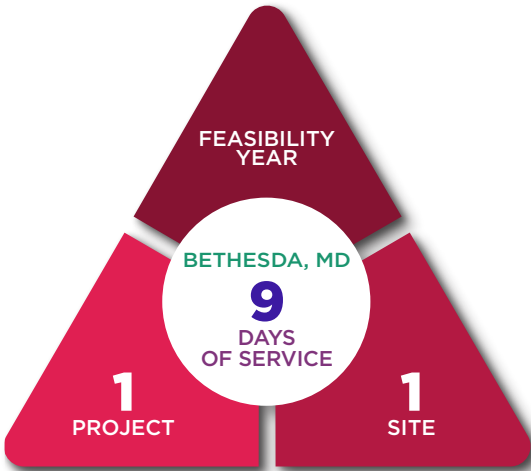 FEASIBILITY
YEAR
BETHESDA, MD
9
DAYS
OF SERVICE
1
PROJECT
1
SITE